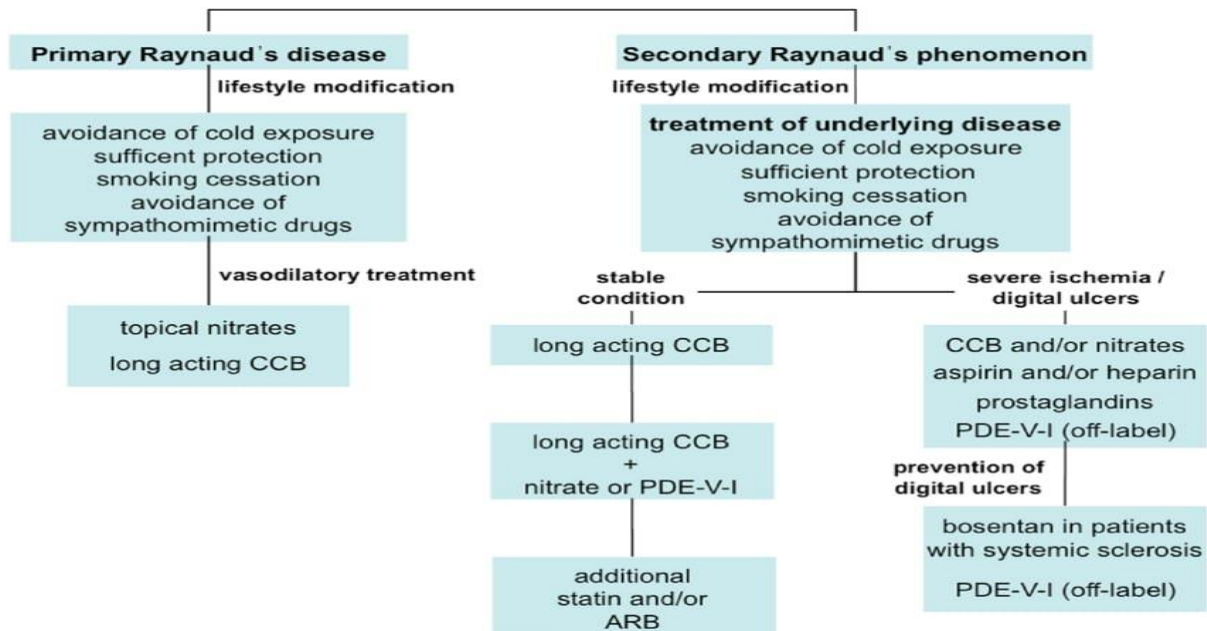 Primary Raynaud's disease
lifestyle modification
avoidance of cold exposure
sufficent protection
smoking cessation
avoidance of
sympathomimetic drugs
vasodilatory treatment
topical nitrates
long acting CCB
Secondary Raynaud's phenomenon
lifestyle modification
treatment of underlying disease
avoidance of cold exposure
sufficient protection
smoking cessation
avoidance of
sympathomimetic drugs
stable
condition
long acting CCB
long acting CCB
+
nitrate or PDE-V-I
additional
statin and/or
ARB
severe ischemia /
digital ulcers
CCB and/or nitrates
aspirin and/or heparin
prostaglandins
PDE-V-I (off-label)
prevention of
digital ulcers
bosentan in patients
with systemic sclerosis
PDE-V-I (off-label)